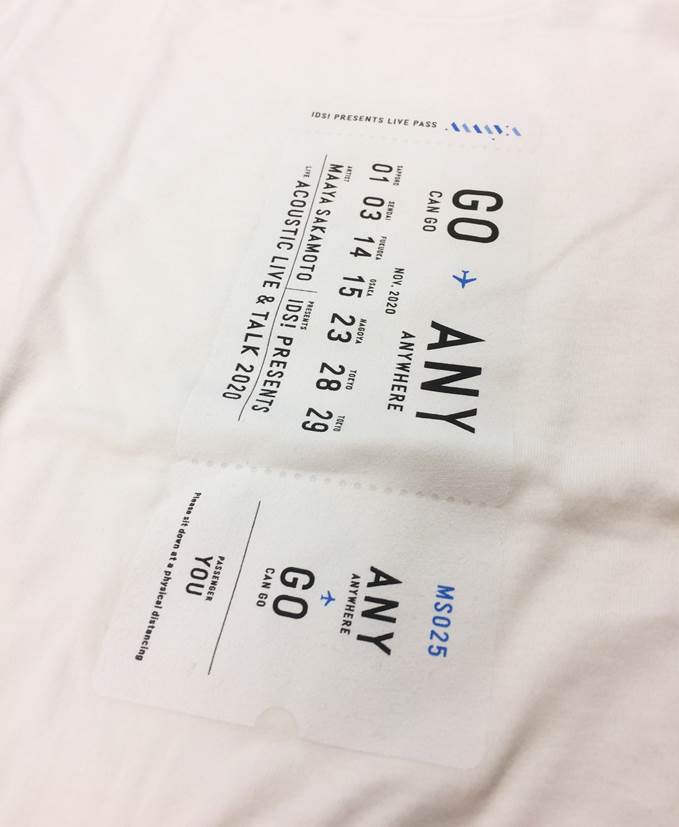 IDS! PRESENTS LIVE PASS
GO ANY
CAN GO ANYWHERE
NOV. 2020
SAPPORO SENDAI FUKUOKA OSAKA NAGOYA TOKYO TOKYO
01 03 14 15 23 28 29
ARTIST PRESENTS
MAAYA SAKAMOTO IDS! PRESENTS
LIVE
ACOUSTIC LIVE & TALK 2020
MS025
ANY
ANYWHERE
GO
CAN GO
PASSENGER
YOU
Please sit down at a physical distancing